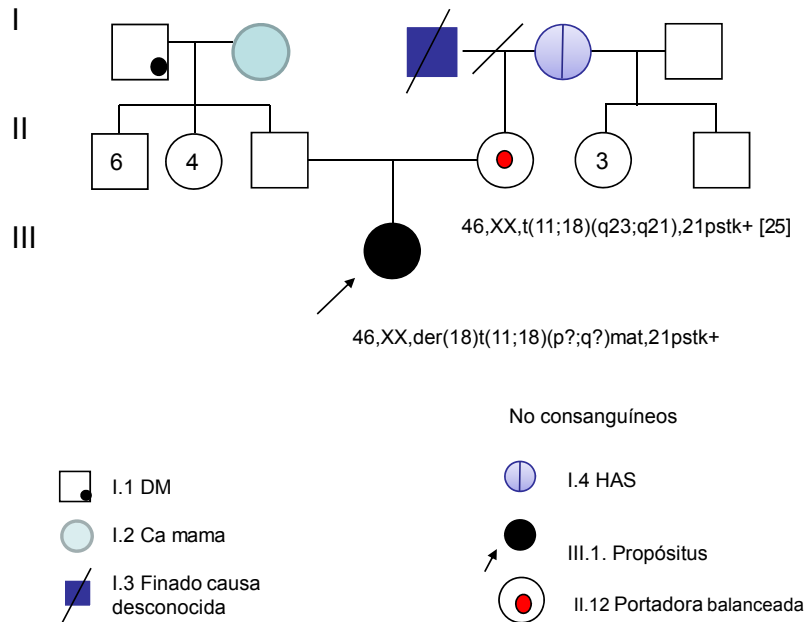 I
II
6
4
3
46,XX,t(11;18)(q23;q21),21pstk+ [25]
III
46,XX,der(18)t(11;18)(p?;q?)mat,21pstk+
No consanguíneos
I.1 DM
I.2 Ca mama
I.3 Finado causa
desconocida
I.4 HAS
III.1. Propósitus
II.12 Portadora balanceada